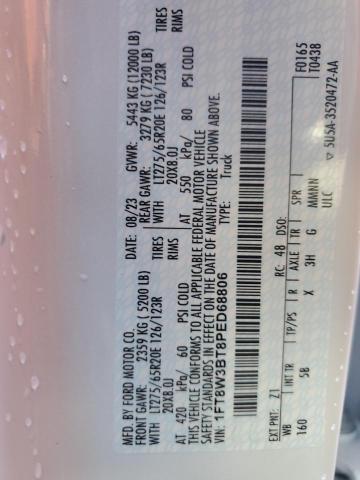 MFD. BY FORD MOTOR CO.
DATE: 08/23 GVWR: 5443 KG (12000 LB)
FRONT GAWR: 2359 KG (5200 LB) REAR GAWR: 3279 KG (7230 LB)
WITH LT275/65R20E 126/123R TIRES WITH LT275/65R20E 126/123R TIRES
20X8.0J RIMS 20X8.0J RIMS
AT 420 kPa/ 60 PSI COLD AT 550 kPa/ 80 PSI COLD
THIS VEHICLE CONFORMS TO ALL APPLICABLE FEDERAL MOTOR VEHICLE
SAFETY STANDARDS IN EFFECT ON THE DATE OF MANUFACTURE SHOWN ABOVE.
1FT8W3BT8PED68806 TYPE: Truck
F0165
T0438
EXT PNT: Z1 RC: 48 DSO:
WB INT TR TP/PS R AXLE TR SPR
160 5B X 3H G MMNN
ULC
▽ 5U5A-3520472-AA